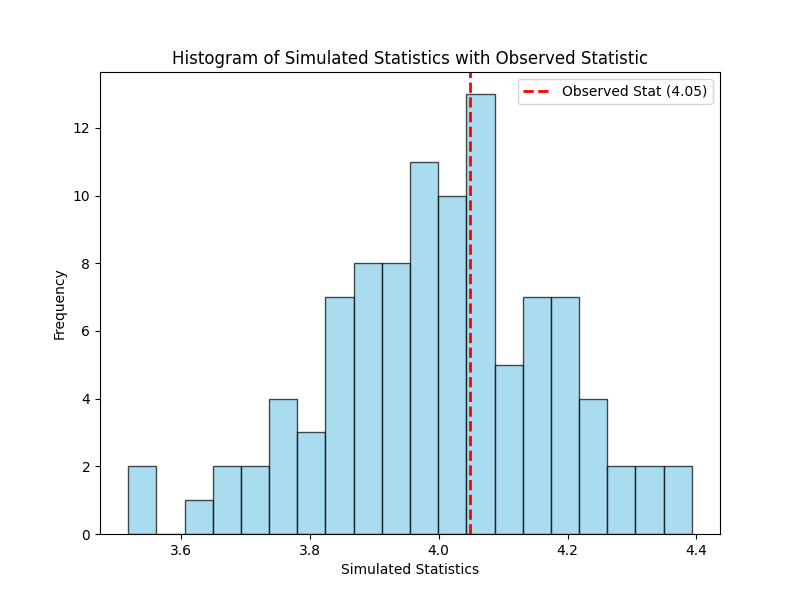 Histogram of Simulated Statistics with Observed Statistic
Observed Stat (4.05)
12
10
8
6
4
2
0
Frequency
3.6 3.8 4.0 4.2 4.4
Simulated Statistics